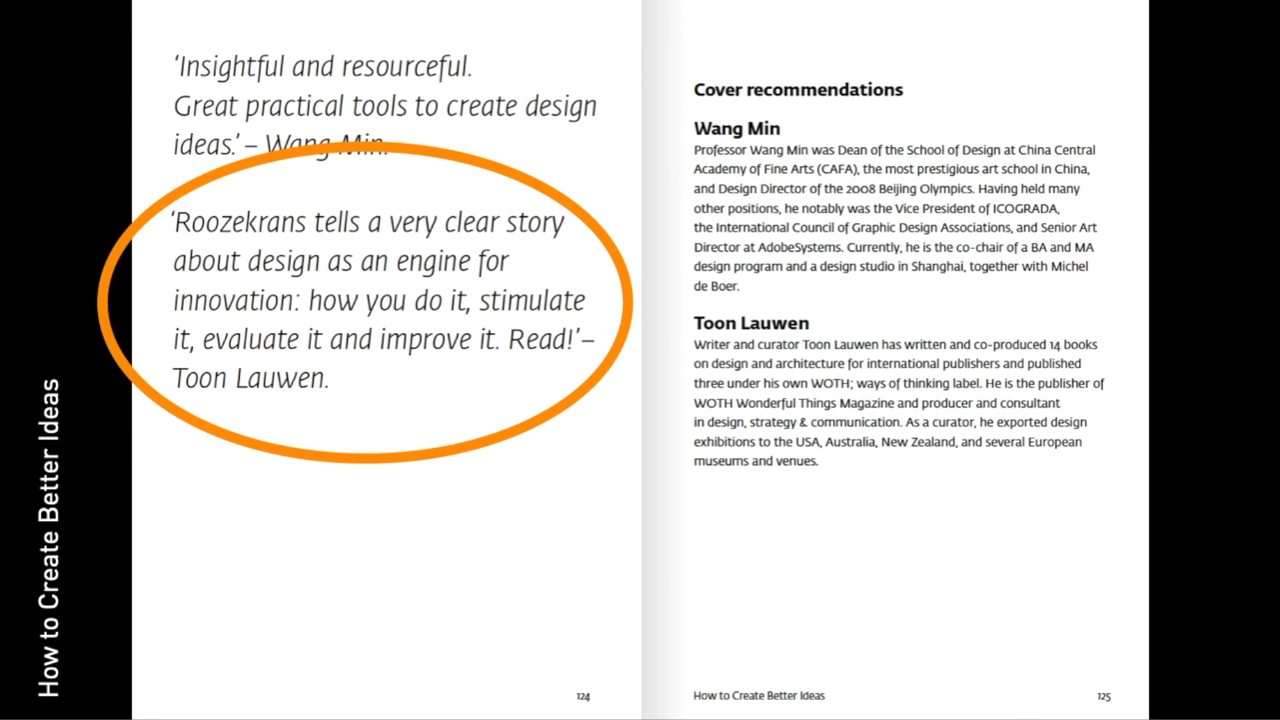 ‘Insightful and resourceful.
Great practical tools to create design
ideas.’ – Wang Min.
‘Roozekrans tells a very clear story
about design as an engine for
innovation: how you do it, stimulate
it, evaluate it and improve it. Read!’–
Toon Lauwen.
124
Cover recommendations
Wang Min
Professor Wang Min was Dean of the School of Design at China Central
Academy of Fine Arts (CAFA), the most prestigious art school in China,
and Design Director of the 2008 Beijing Olympics. Having held many
other positions, he notably was the Vice President of ICOGRADA,
the International Council of Graphic Design Associations, and Senior Art
Director at AdobeSystems. Currently, he is the co-chair of a BA and MA
design program and a design studio in Shanghai, together with Michel
de Boer.
Toon Lauwen
Writer and curator Toon Lauwen has written and co-produced 14 books
on design and architecture for international publishers and published
three under his own WOTH; ways of thinking label. He is the publisher of
WOTH Wonderful Things Magazine and producer and consultant
in design, strategy & communication. As a curator, he exported design
exhibitions to the USA, Australia, New Zealand, and several European
museums and venues.
How to Create Better Ideas
125
How to Create Better Ideas